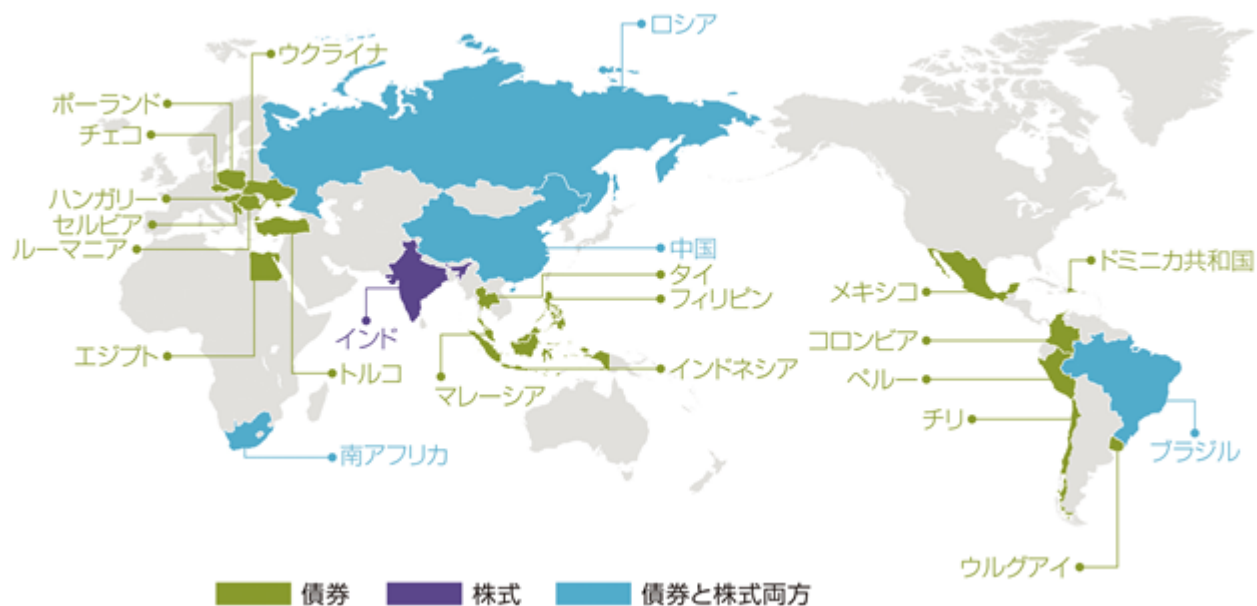 ロシア
ウクライナ
ポーランド
チェコ
ハンガリー
セルビア
ルーマニア
エジプト
トルコ
南アフリカ
インド
中国
タイ
フィリピン
マレーシア
インドネシア
メキシコ
ドミニカ共和国
コロンビア
ペルー
チリ
ブラジル
ウルグアイ
債券
株式
債券と株式両方